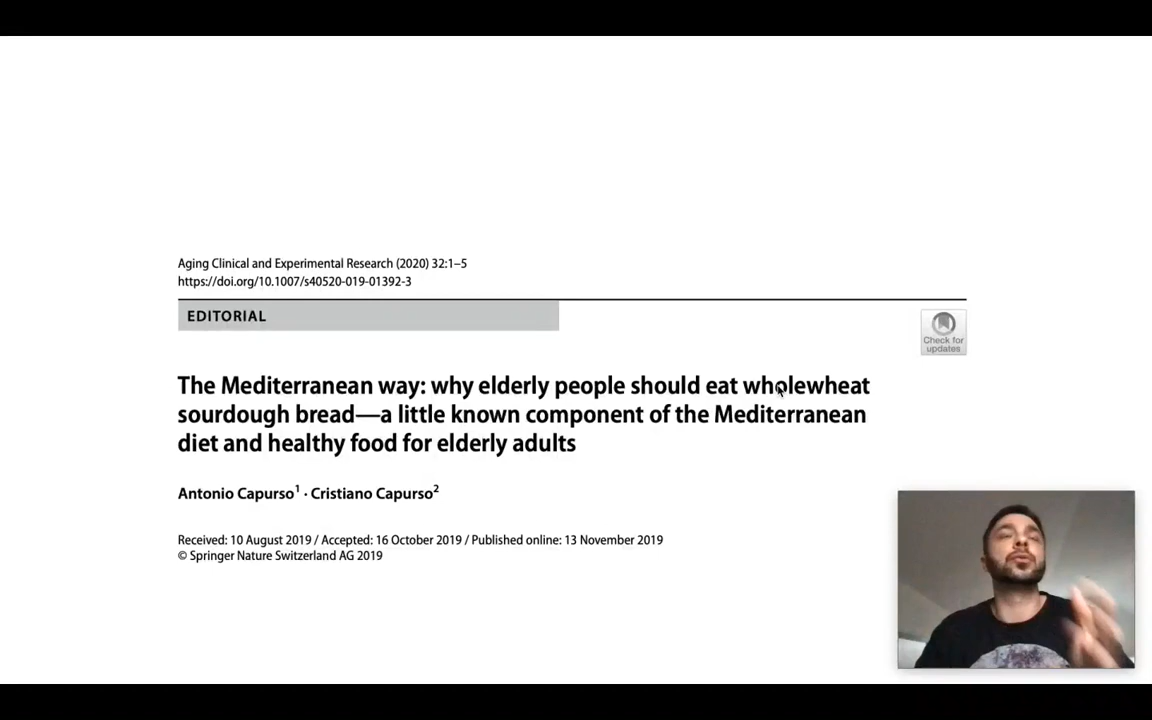 Aging Clinical and Experimental Research (2020) 32:1–5
https://doi.org/10.1007/s40520-019-01392-3
EDITORIAL
Check for
updates
The Mediterranean way: why elderly people should eat wholewheat
sourdough bread—a little known component of the Mediterranean
diet and healthy food for elderly adults
Antonio Capurso1 · Cristiano Capurso2
Received: 10 August 2019 / Accepted: 16 October 2019 / Published online: 13 November 2019
© Springer Nature Switzerland AG 2019